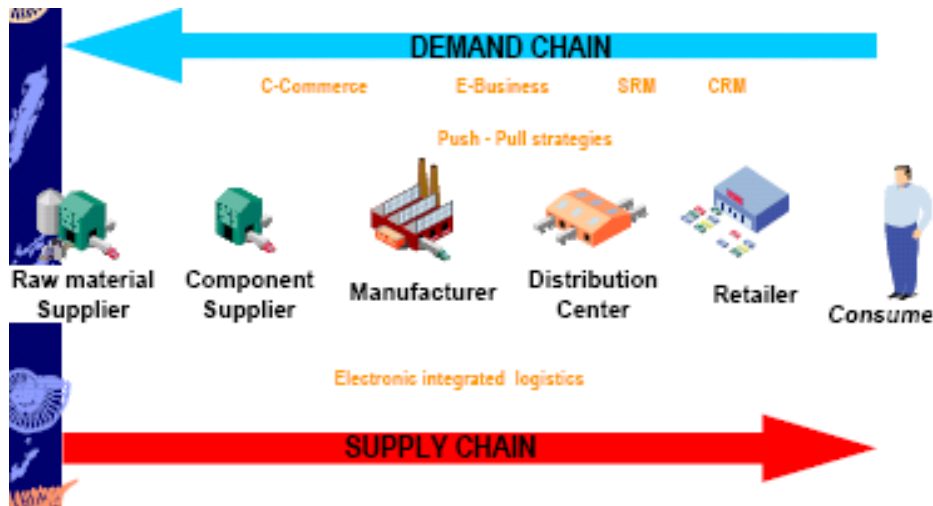 DEMAND CHAIN
C-Commerce E-Business SRM CRM
Push - Pull strategies
Raw material
Supplier
Component
Supplier
Manufacturer
Distribution
Center
Retailer
Consume
Electronic integrated logistics
SUPPLY CHAIN